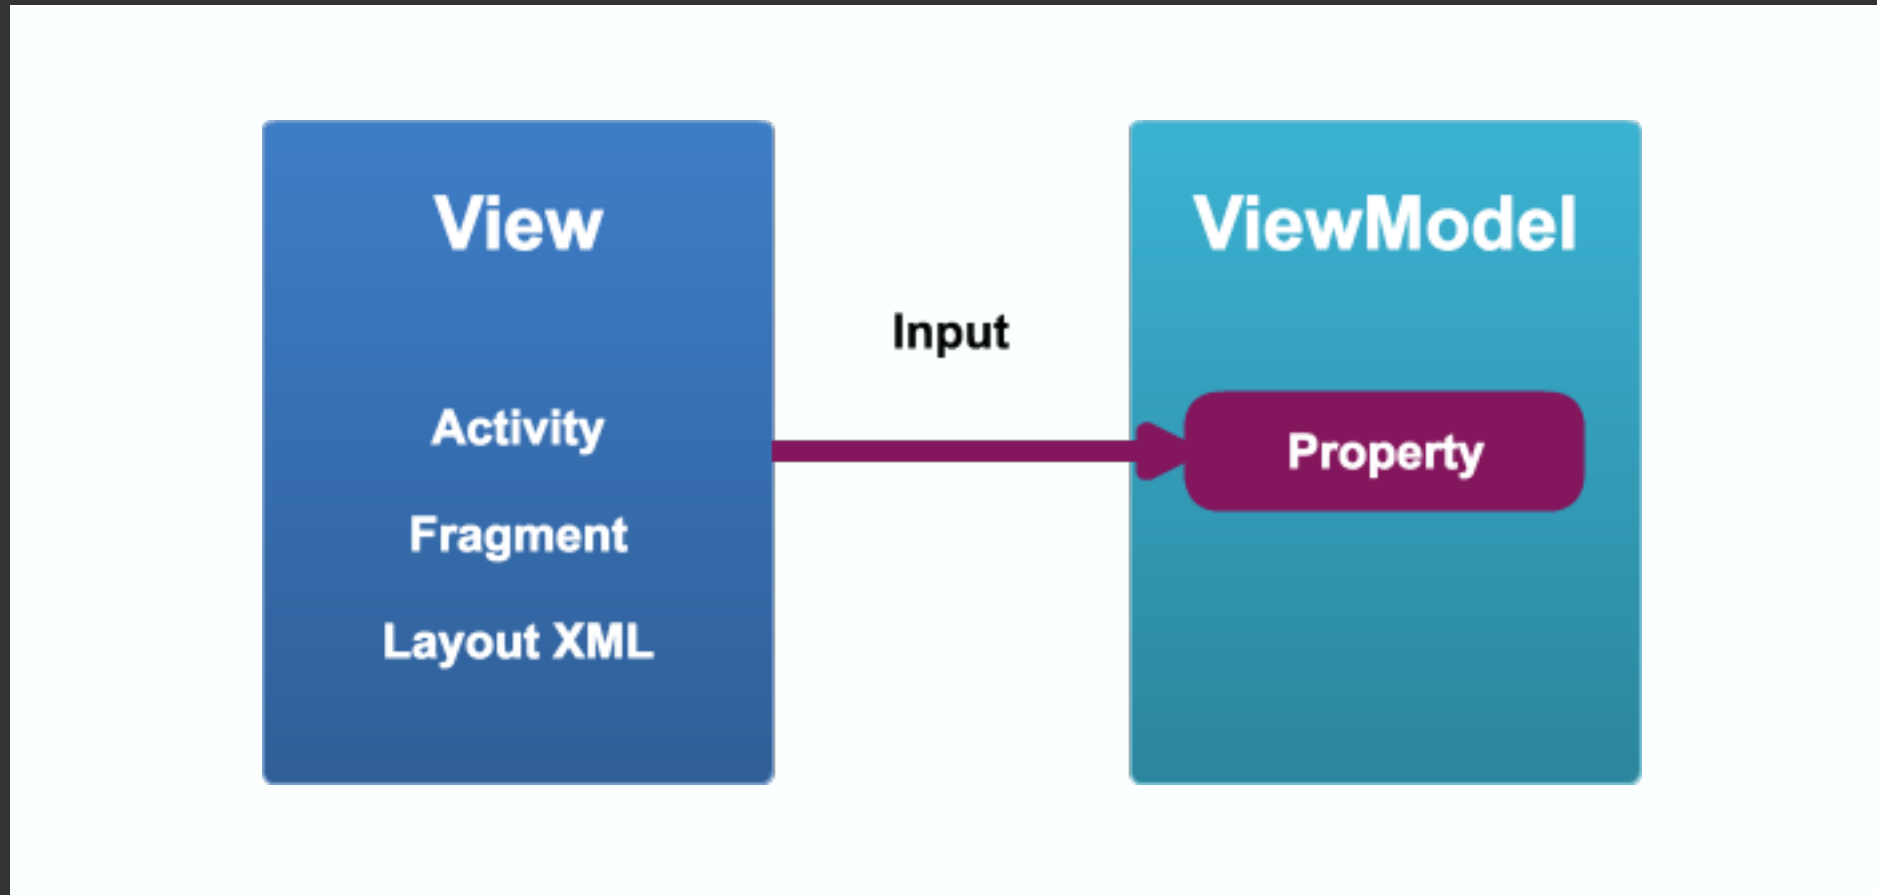 View
Activity
Fragment
Layout XML
Input
ViewModel
Property